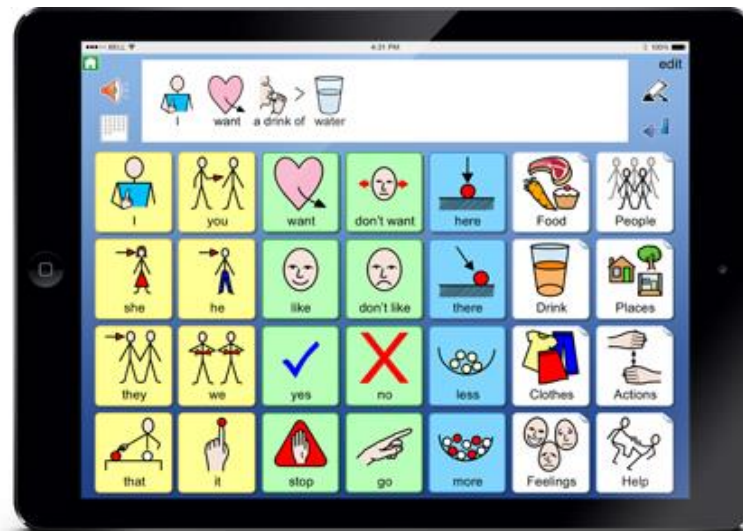 BELL 4:21 PM 100%
edit
I want a drink of water
I you want don't want here Food People
she he like don't like there Drink Places
they we yes no less Clothes Actions
that it stop go more Feelings Help